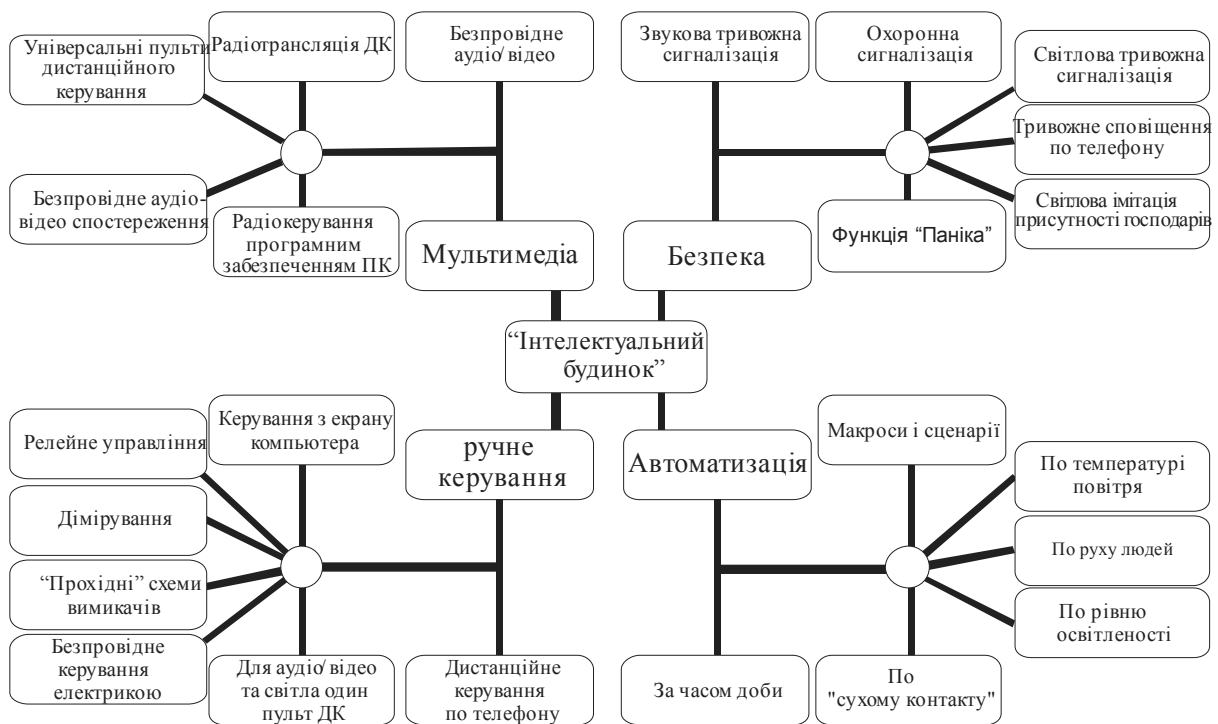 Універсальні пульти
дистанційного
керування
Радіотрансляція ДК
Безпровідне
аудіо/ відео
Звукова тривожна
сигналізація
Охоронна
сигналізація
Світлова тривожна
сигналізація
Тривожне сповіщення
по телефону
Безпровідне аудіо-
відео спостереження
Радіокерування
програмним
забезпеченням ПК
Мультимедіа
Безпека
Функція “Паніка”
Світлова імітація
присутності господарів
“Інтелектуальний
будинок”
Релейне управління
Керування з екрану
компьютера
ручне
керування
Автоматизація
Макроси і сценарії
По температурі
повітря
Дімірування
По руху людей
“Прохідні” схеми
вимикачів
По рівню
освітленості
Безпровідне
керування
електрикою
Для аудіо/ відео
та світла один
пульт ДК
Дистанційне
керування
по телефону
За часом доби
По
"сухому контакту"